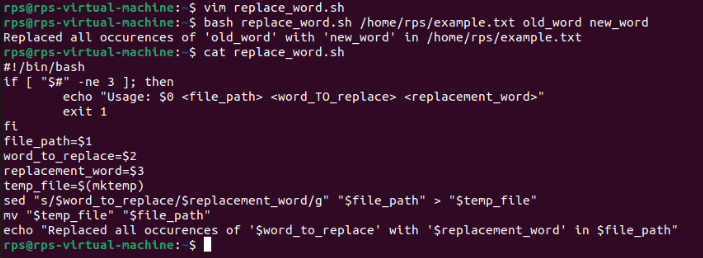 rps@rps-virtual-machine:~$ vim replace_word.sh
rps@rps-virtual-machine:~$ bash replace_word.sh /home/rps/example.txt old_word new_word
Replaced all occurences of 'old_word' with 'new_word' in /home/rps/example.txt
rps@rps-virtual-machine:~$ cat replace_word.sh
#!/bin/bash
if [ "$#" -ne 3 ]; then
        echo "Usage: $0 <file_path> <word_TO_replace> <replacement_word>"
        exit 1
fi
file_path=$1
word_to_replace=$2
replacement_word=$3
temp_file=$(mktemp)
sed "s/$word_to_replace/$replacement_word/g" "$file_path" > "$temp_file"
mv "$temp_file" "$file_path"
echo "Replaced all occurences of '$word_to_replace' with '$replacement_word' in $file_path"
rps@rps-virtual-machine:~$